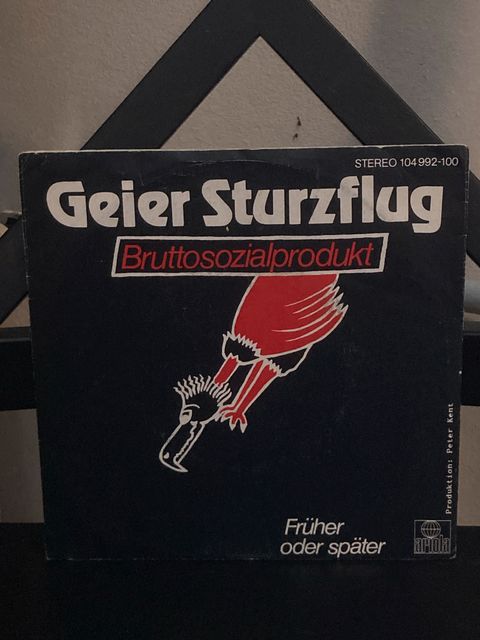 STEREO 104 992-100
Geier Sturzflug
Bruttosozialprodukt
Produktion: Peter Kent
Früher
oder später
ariola